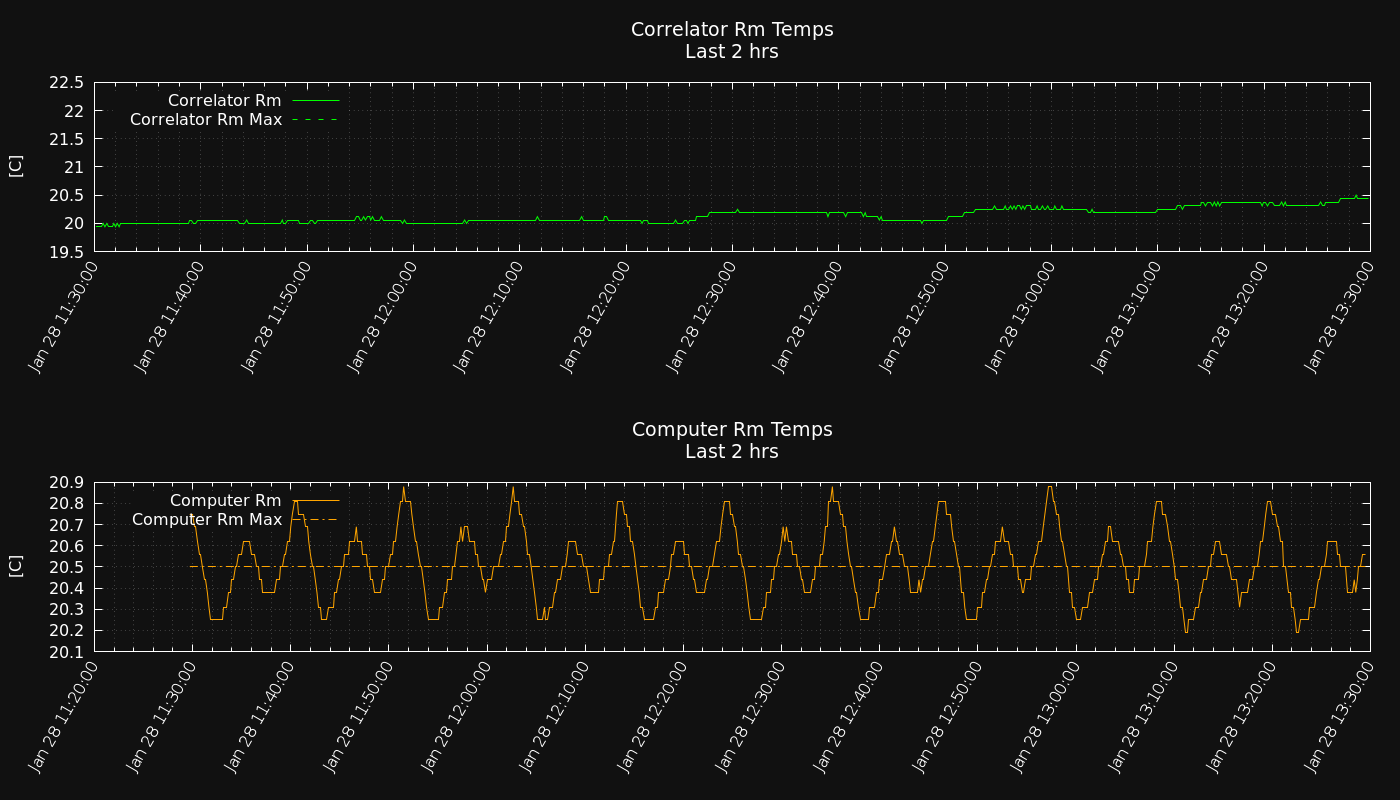 Correlator Rm Temps
Last 2 hrs
22.5
22
21.5
21
20.5
20
19.5
[C]
Correlator Rm
Correlator Rm Max
Jan 28 11:30:00
Jan 28 11:40:00
Jan 28 11:50:00
Jan 28 12:00:00
Jan 28 12:10:00
Jan 28 12:20:00
Jan 28 12:30:00
Jan 28 12:40:00
Jan 28 12:50:00
Jan 28 13:00:00
Jan 28 13:10:00
Jan 28 13:20:00
Jan 28 13:30:00
Computer Rm Temps
Last 2 hrs
20.9
20.8
20.7
20.6
20.5
20.4
20.3
20.2
20.1
[C]
Computer Rm
Computer Rm Max
Jan 28 11:20:00
Jan 28 11:30:00
Jan 28 11:40:00
Jan 28 11:50:00
Jan 28 12:00:00
Jan 28 12:10:00
Jan 28 12:20:00
Jan 28 12:30:00
Jan 28 12:40:00
Jan 28 12:50:00
Jan 28 13:00:00
Jan 28 13:10:00
Jan 28 13:20:00
Jan 28 13:30:00